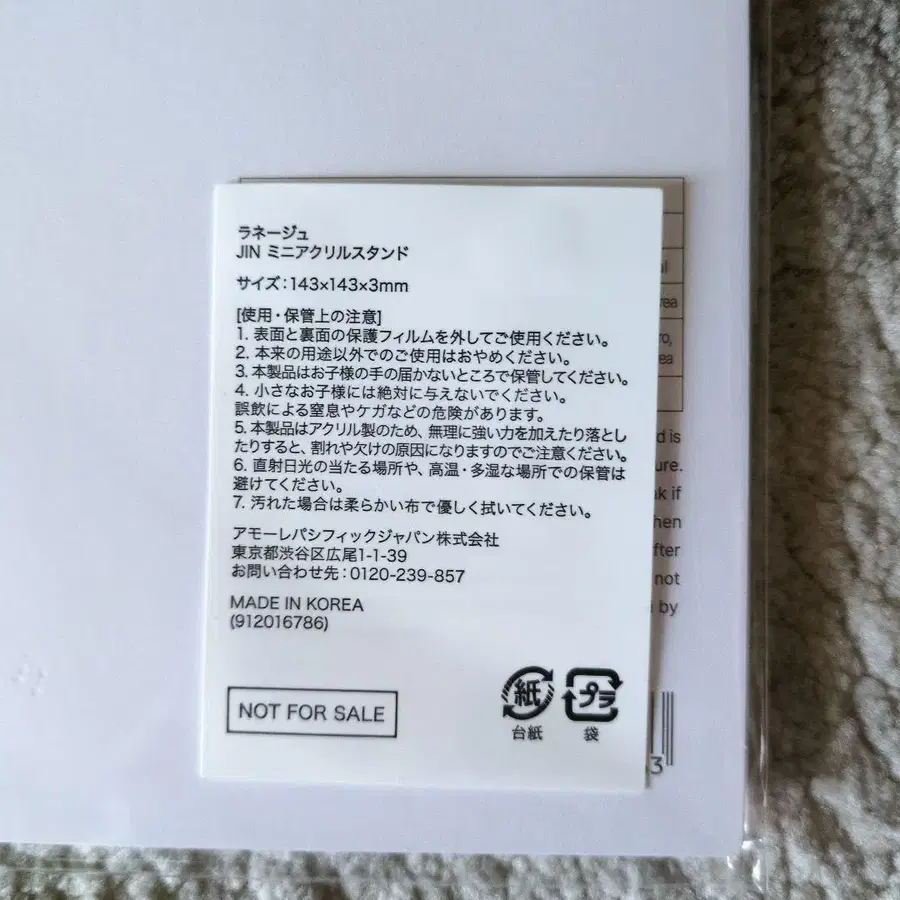 ラネージュ
JIN ミニアクリルスタンド
サイズ：143×143×3mm
[使用・保管上の注意]
1. 表面と裏面の保護フィルムを外してご使用ください。
2. 本来の用途以外でのご使用はおやめください。
3. 本製品はお子様の手の届かないところで保管してください。
4. 小さなお子様には絶対に与えないでください。
誤飲による窒息やケガなどの危険があります。
5. 本製品はアクリル製のため、無理に強い力を加えたり落とし
たりすると、割れや欠けの原因になりますのでご注意ください。
6. 直射日光の当たる場所や、高温・多湿な場所での保管は
避けてください。
7. 汚れた場合は柔らかい布で優しく拭いてください。
アモーレパシフィックジャパン株式会社
東京都渋谷区広尾1-1-39
お問い合わせ先：0120-239-857
MADE IN KOREA
(912016786)
NOT FOR SALE
紙
台紙
プラ
袋
d is
ure.
k if
hen
fter
not
by
3